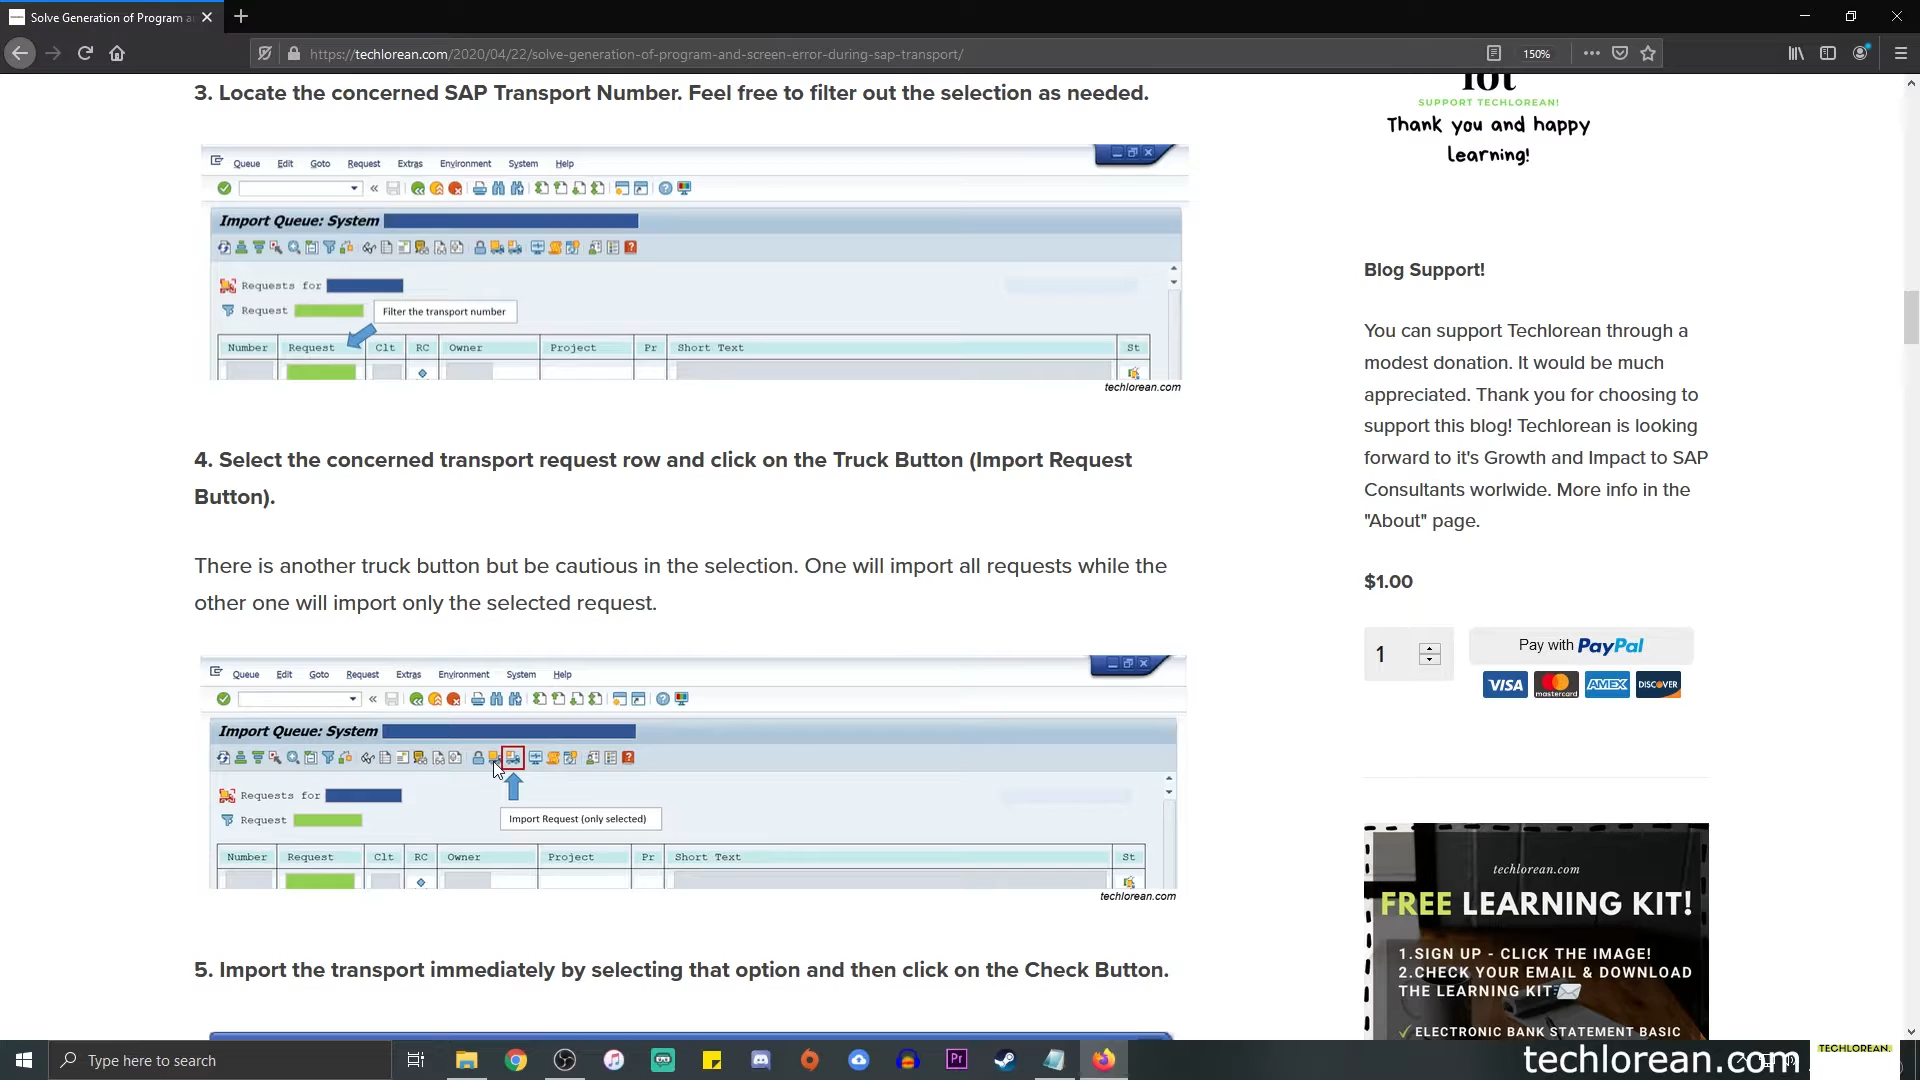 Solve Generation of Program a
https://techlorean.com/2020/04/22/solve-generation-of-program-and-screen-error-during-sap-transport/
150%
3. Locate the concerned SAP Transport Number. Feel free to filter out the selection as needed.
Queue Edit Goto Request Extras Environment System Help
Import Queue: System
Requests for
Request
Filter the transport number
Number Request Clt RC Owner Project Pr Short Text St
techlorean.com
4. Select the concerned transport request row and click on the Truck Button (Import Request
Button).
There is another truck button but be cautious in the selection. One will import all requests while the
other one will import only the selected request.
Queue Edit Goto Request Extras Environment System Help
Import Queue: System
Requests for
Request
Import Request (only selected)
Number Request Clt RC Owner Project Pr Short Text St
techlorean.com
5. Import the transport immediately by selecting that option and then click on the Check Button.
SUPPORT TECHLOREAN!
Thank you and happy
learning!
Blog Support!
You can support Techlorean through a
modest donation. It would be much
appreciated. Thank you for choosing to
support this blog! Techlorean is looking
forward to it's Growth and Impact to SAP
Consultants worlwide. More info in the
"About" page.
$1.00
1
Pay with PayPal
VISA mastercard AMEX DISCOVER
techlorean.com
FREE LEARNING KIT!
1.SIGN UP - CLICK THE IMAGE!
2.CHECK YOUR EMAIL & DOWNLOAD
THE LEARNING KIT
✓ELECTRONIC BANK STATEMENT BASIC
Type here to search
Pr
techlorean.com
TECHLOREAN.